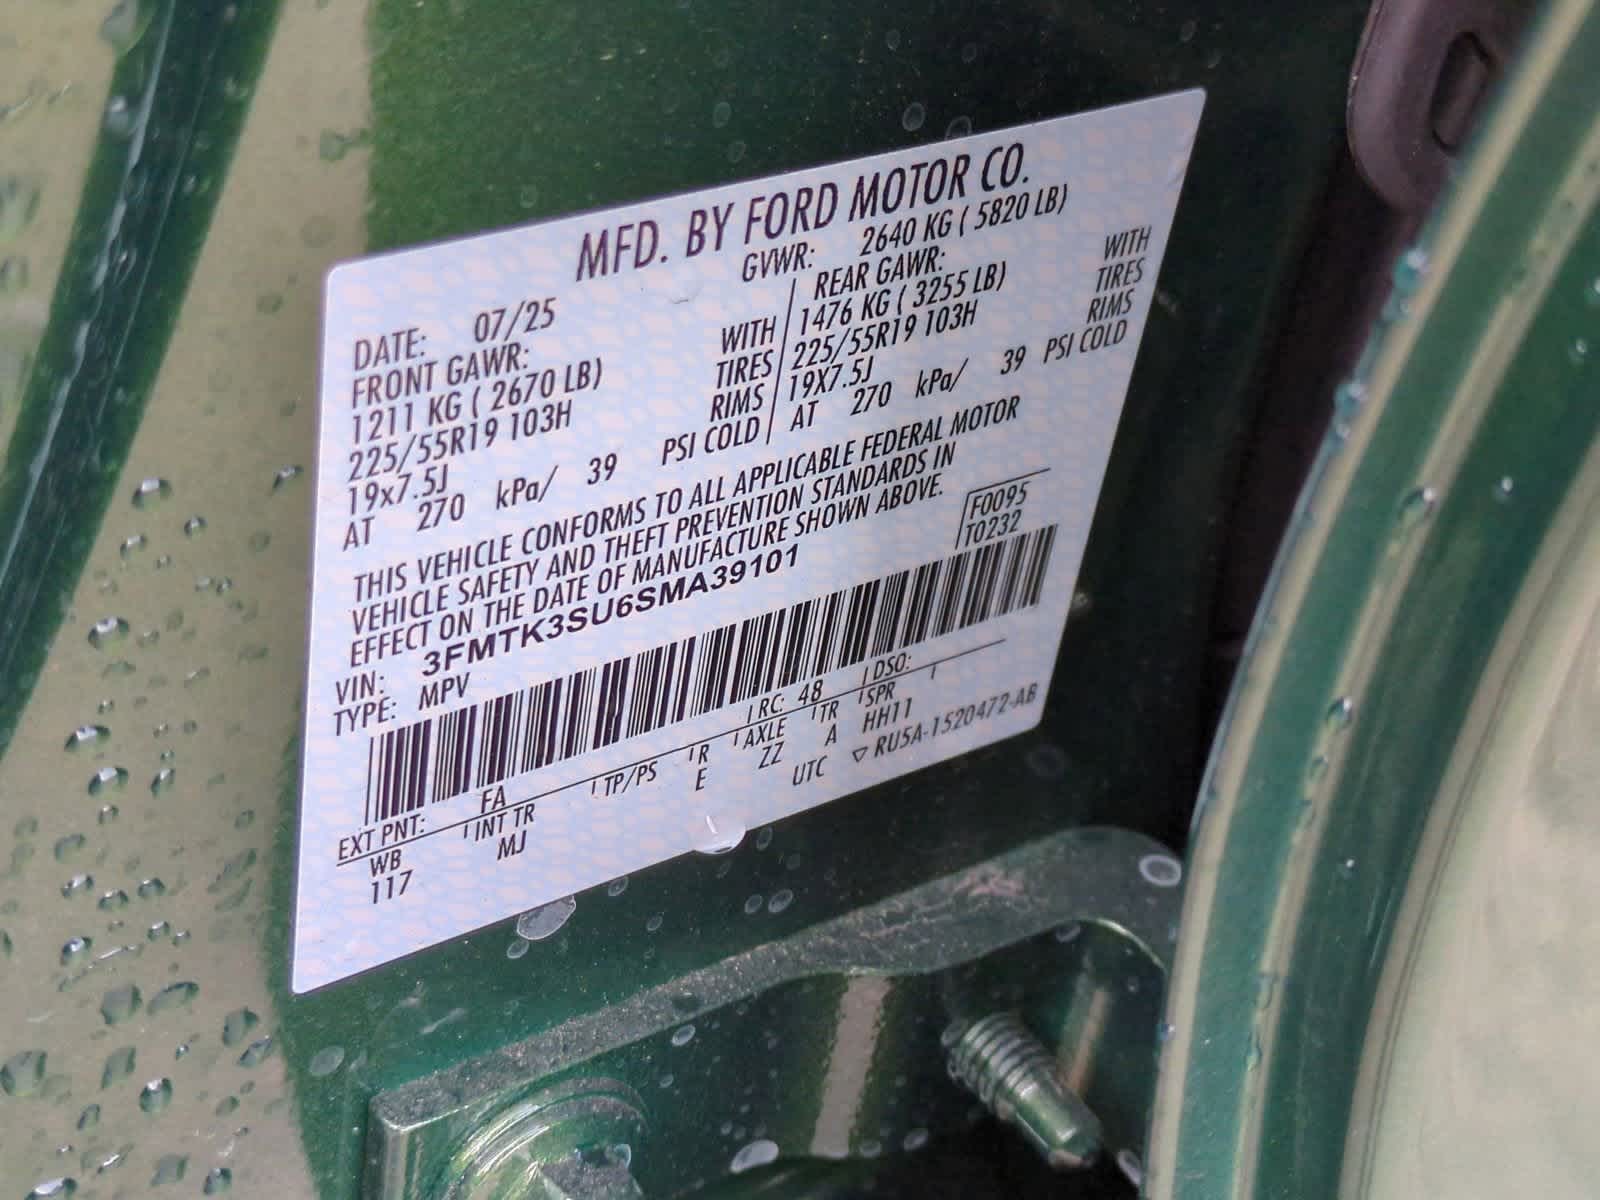 MFD. BY FORD MOTOR CO.
DATE: 07/25 GVWR: 2640 KG ( 5820 LB)
FRONT GAWR: REAR GAWR:
1211 KG ( 2670 LB) WITH 1476 KG ( 3255 LB) WITH
225/55R19 103H TIRES 225/55R19 103H TIRES
19x7.5J RIMS 19X7.5J RIMS
AT 270 kPa/ 39 PSI COLD AT 270 kPa/ 39 PSI COLD
THIS VEHICLE CONFORMS TO ALL APPLICABLE FEDERAL MOTOR
VEHICLE SAFETY AND THEFT PREVENTION STANDARDS IN
EFFECT ON THE DATE OF MANUFACTURE SHOWN ABOVE.
F0095
T0232
VIN: 3FMTK3SU6SMA39101
TYPE: MPV
EXT PNT: FA RC: 48 DSO:
WB INT TR TP/PS R AXLE TR SPR
117 MJ E ZZ A HH11
UTC ▽ RU5A-1520472-AB